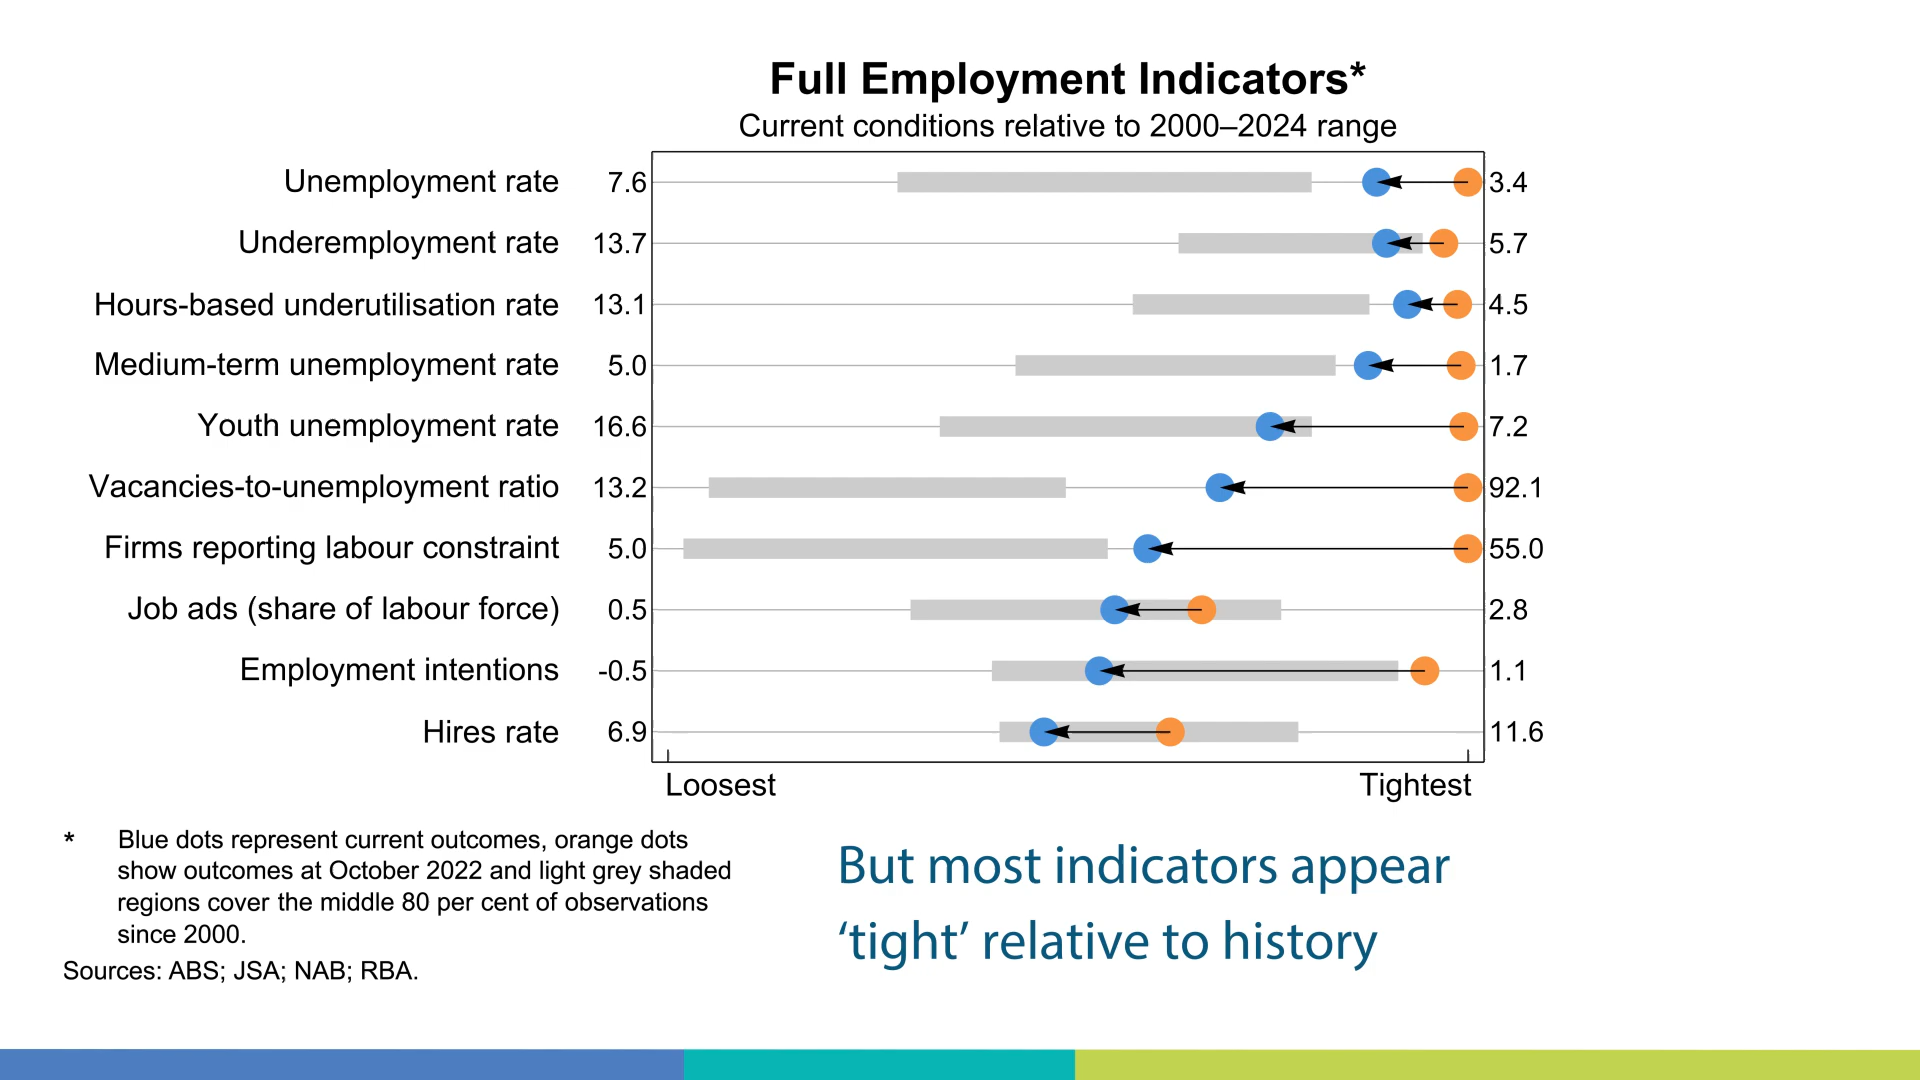 Full Employment Indicators*
Current conditions relative to 2000–2024 range
Unemployment rate 7.6 3.4
Underemployment rate 13.7 5.7
Hours-based underutilisation rate 13.1 4.5
Medium-term unemployment rate 5.0 1.7
Youth unemployment rate 16.6 7.2
Vacancies-to-unemployment ratio 13.2 92.1
Firms reporting labour constraint 5.0 55.0
Job ads (share of labour force) 0.5 2.8
Employment intentions -0.5 1.1
Hires rate 6.9 11.6
Loosest Tightest
* Blue dots represent current outcomes, orange dots
show outcomes at October 2022 and light grey shaded
regions cover the middle 80 per cent of observations
since 2000.
Sources: ABS; JSA; NAB; RBA.
But most indicators appear
‘tight’ relative to history